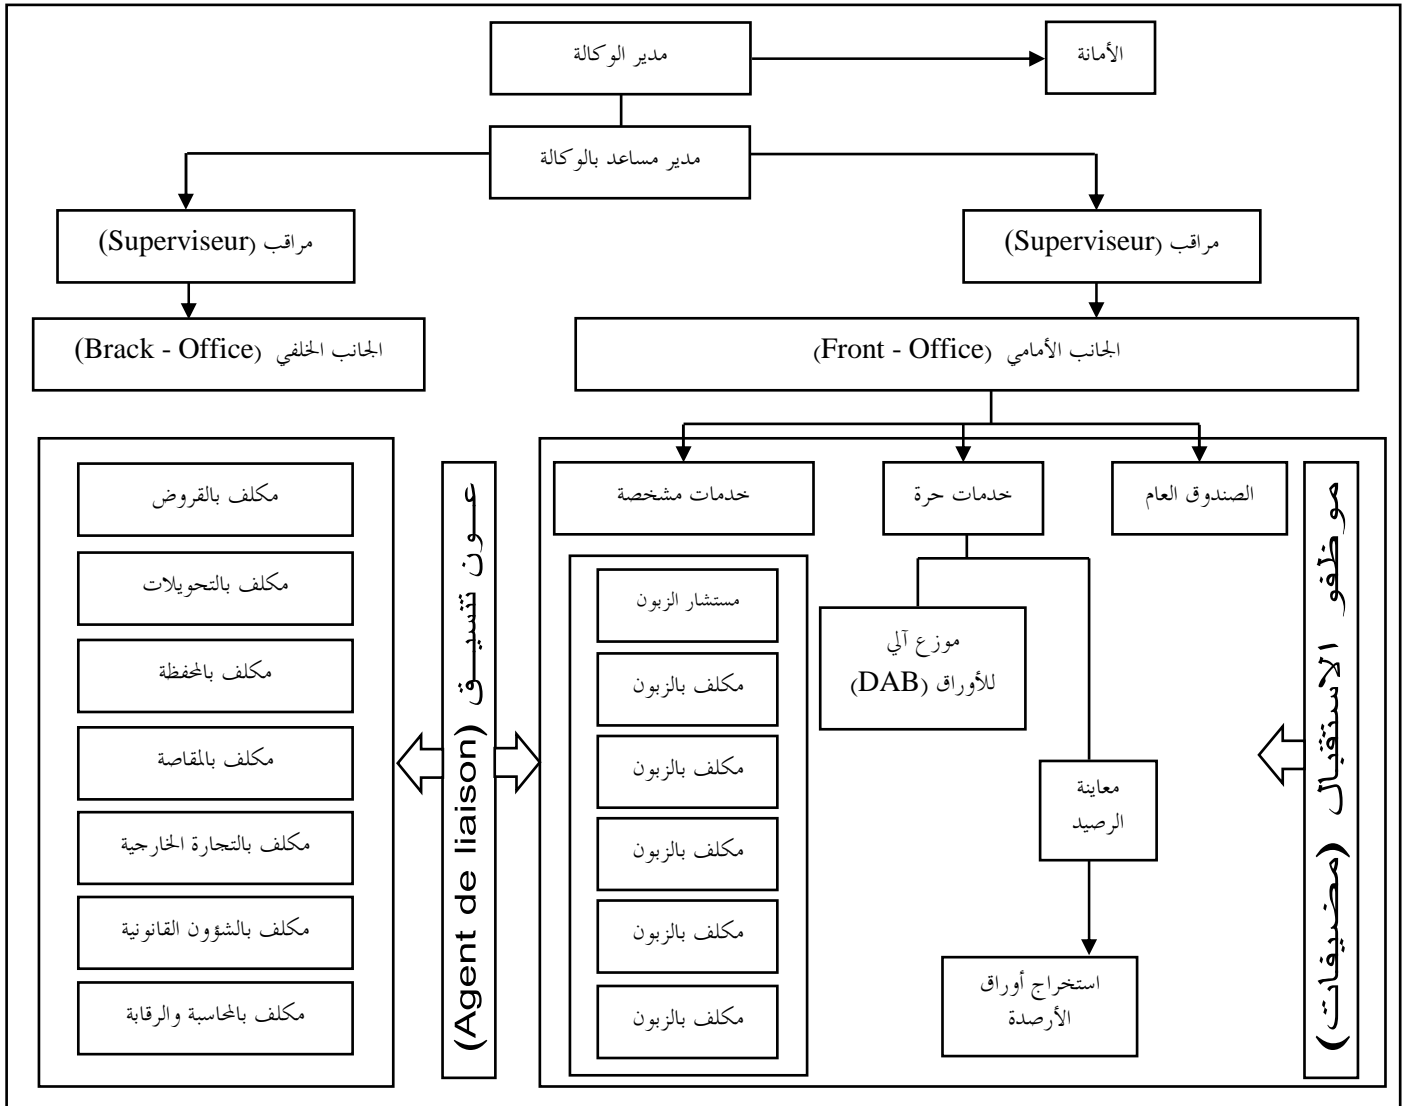 مدير الوكالة
الأمانة
مدير مساعد بالوكالة
مراقب (Superviseur)
مراقب (Superviseur)
الجانب الأمامي (Front - Office)
الجانب الخلفي (Brack - Office)
موظفو الاستقبال (مضيفات)
الصندوق العام
خدمات حرة
خدمات مشخصة
موزع آلي
للأوراق (DAB)
معاينة
الرصيد
استخراج أوراق
الأرصدة
مستشار الزبون
مكلف بالزبون
مكلف بالزبون
مكلف بالزبون
مكلف بالزبون
مكلف بالزبون
عـــون تنسيـــق (Agent de liaison)
مكلف بالقروض
مكلف بالتحويلات
مكلف بالمحفظة
مكلف بالمقاصة
مكلف بالتجارة الخارجية
مكلف بالشؤون القانونية
مكلف بالمحاسبة والرقابة